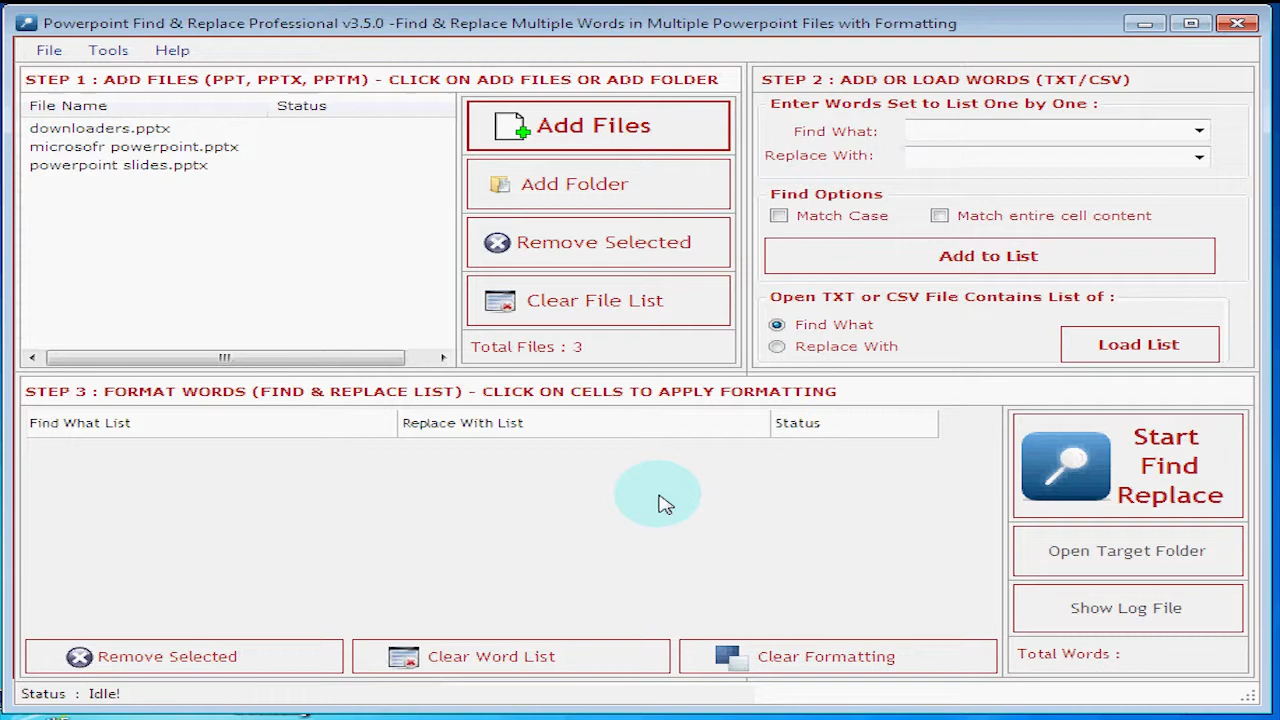 Powerpoint Find & Replace Professional v3.5.0 -Find & Replace Multiple Words in Multiple Powerpoint Files with Formatting
File Tools Help
STEP 1 : ADD FILES (PPT, PPTX, PPTM) - CLICK ON ADD FILES OR ADD FOLDER
File Name Status
downloaders.pptx
microsofr powerpoint.pptx
powerpoint slides.pptx
Add Files
Add Folder
Remove Selected
Clear File List
Total Files : 3
STEP 2 : ADD OR LOAD WORDS (TXT/CSV)
Enter Words Set to List One by One :
Find What:
Replace With:
Find Options
Match Case Match entire cell content
Add to List
Open TXT or CSV File Contains List of :
Find What
Replace With
Load List
STEP 3 : FORMAT WORDS (FIND & REPLACE LIST) - CLICK ON CELLS TO APPLY FORMATTING
Find What List Replace With List Status
Start
Find
Replace
Open Target Folder
Show Log File
Total Words :
Remove Selected Clear Word List Clear Formatting
Status : Idle!